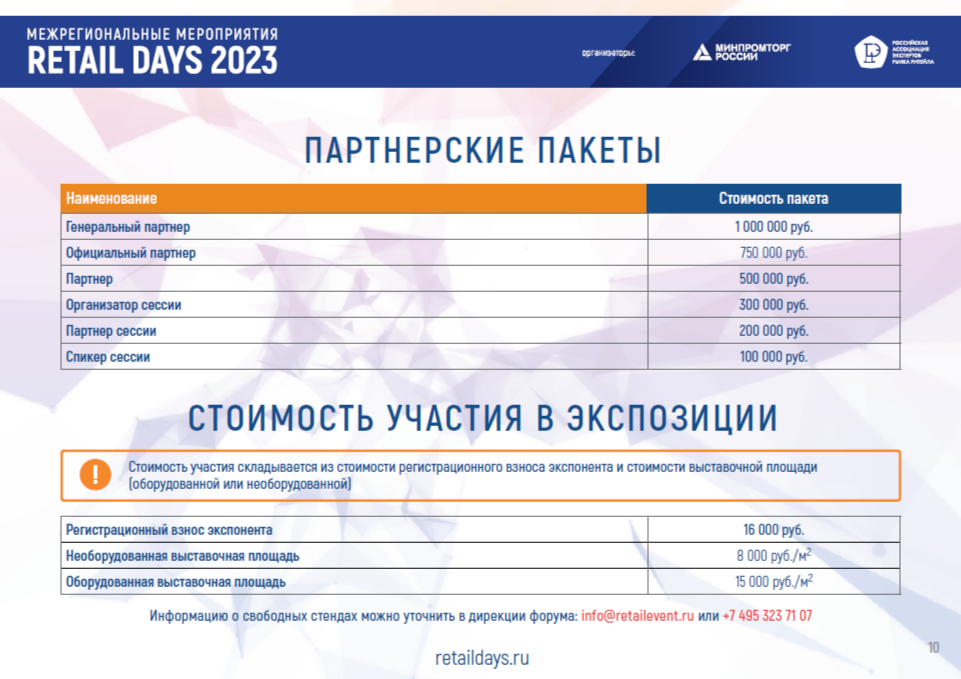 МЕЖРЕГИОНАЛЬНЫЕ МЕРОПРИЯТИЯ
RETAIL DAYS 2023
организаторы:
МИНПРОМТОРГ
РОССИИ
РОССИЙСКАЯ
АССОЦИАЦИЯ
ЭКСПЕРТОВ
РЫНКА РИТЕЙЛА
ПАРТНЕРСКИЕ ПАКЕТЫ
Наименование Стоимость пакета
Генеральный партнер 1 000 000 руб.
Официальный партнер 750 000 руб.
Партнер 500 000 руб.
Организатор сессии 300 000 руб.
Партнер сессии 200 000 руб.
Спикер сессии 100 000 руб.
СТОИМОСТЬ УЧАСТИЯ В ЭКСПОЗИЦИИ
! Стоимость участия складывается из стоимости регистрационного взноса экспонента и стоимости выставочной площади
(оборудованной или необорудованной)
Регистрационный взнос экспонента 16 000 руб.
Необорудованная выставочная площадь 8 000 руб./м²
Оборудованная выставочная площадь 15 000 руб./м²
Информацию о свободных стендах можно уточнить в дирекции форума: info@retailevent.ru или +7 495 323 71 07
retaildays.ru
10